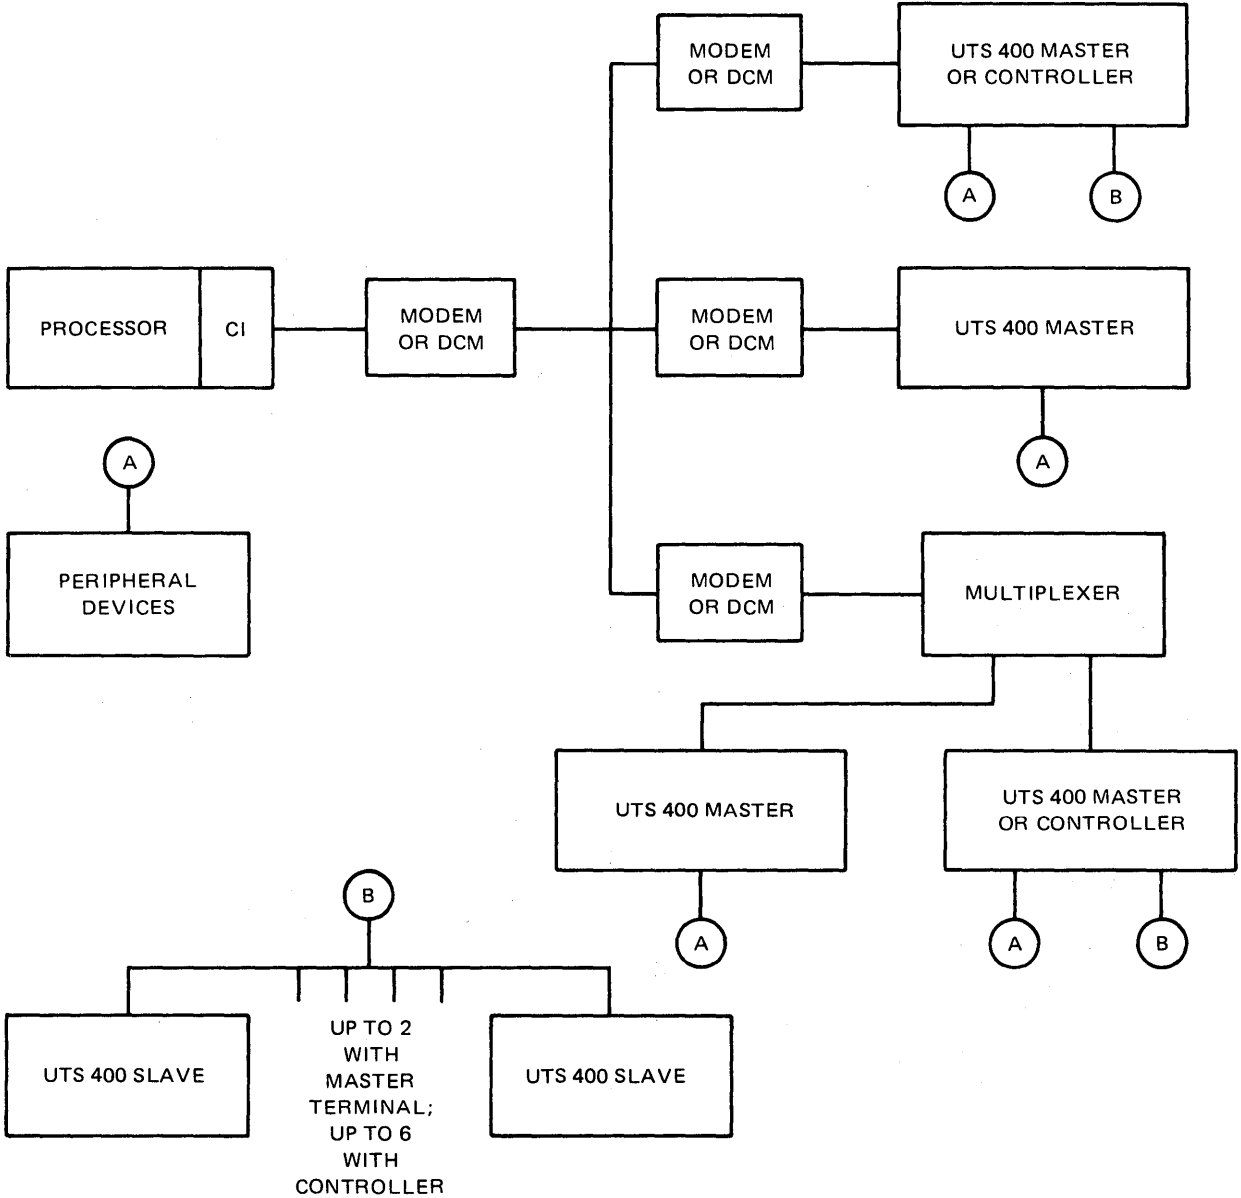 MODEM
OR DCM
UTS 400 MASTER
OR CONTROLLER
A
B
PROCESSOR
CI
MODEM
OR DCM
MODEM
OR DCM
UTS 400 MASTER
A
A
PERIPHERAL
DEVICES
MODEM
OR DCM
MULTIPLEXER
UTS 400 MASTER
UTS 400 MASTER
OR CONTROLLER
B
A
A
B
UTS 400 SLAVE
UP TO 2
WITH
MASTER
TERMINAL;
UP TO 6
WITH
CONTROLLER
UTS 400 SLAVE